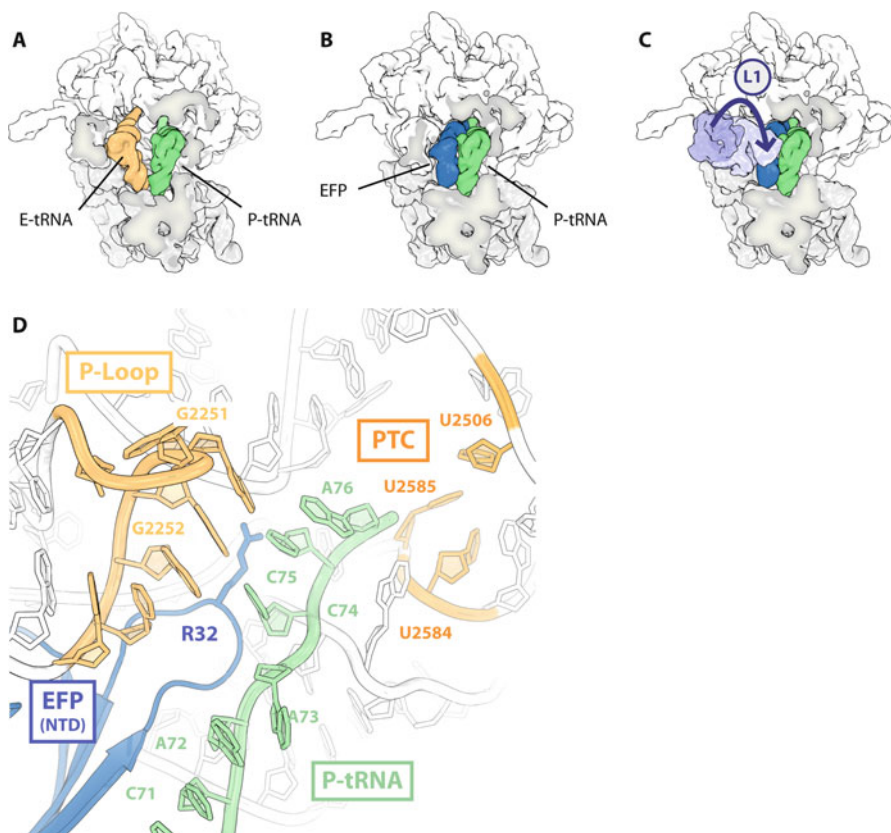 A
B
C
L1
E-tRNA
P-tRNA
EFP
P-tRNA
D
P-Loop
G2251
U2506
PTC
U2585
A76
G2252
C75
C74
R32
U2584
EFP
(NTD)
A73
A72
P-tRNA
C71